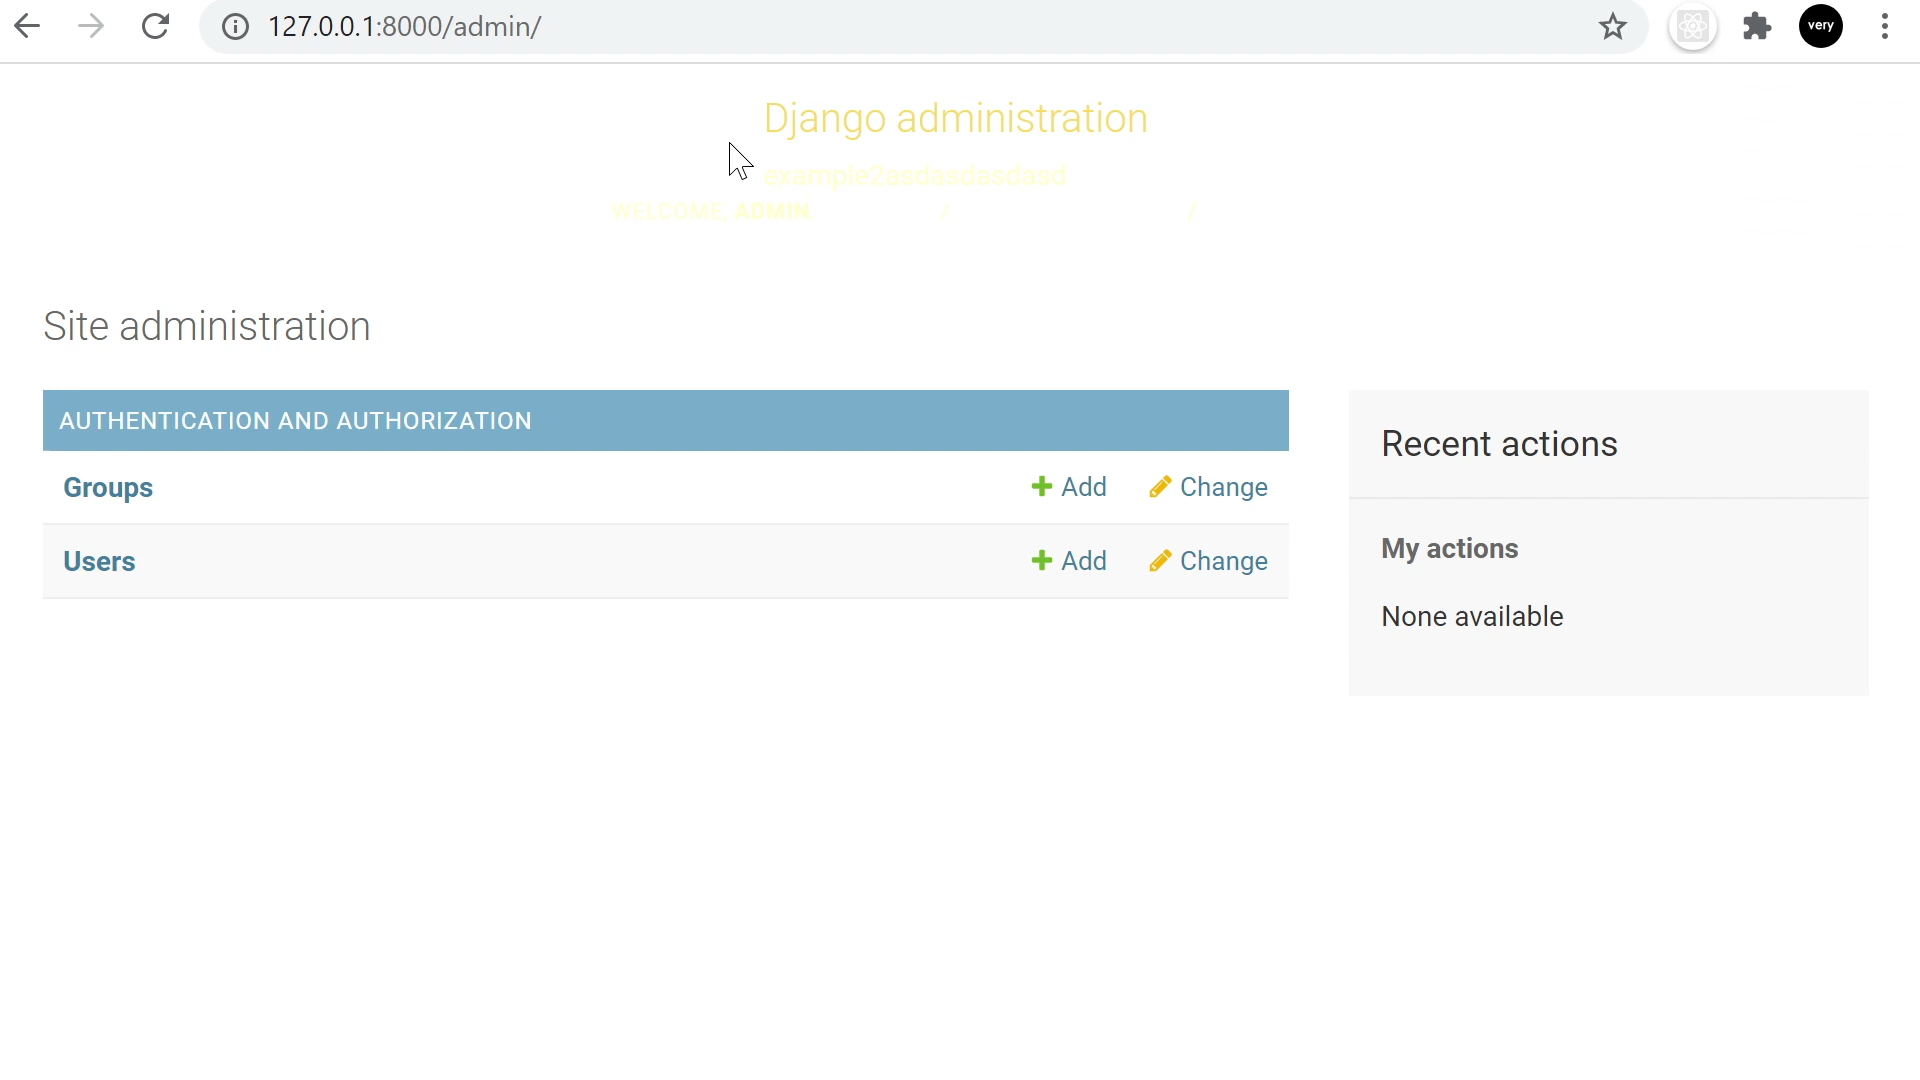 127.0.0.1:8000/admin/
very
Django administration
example2asdasdasdasd
WELCOME, ADMIN. / /
Site administration
AUTHENTICATION AND AUTHORIZATION
Groups Add Change
Users Add Change
Recent actions
My actions
None available